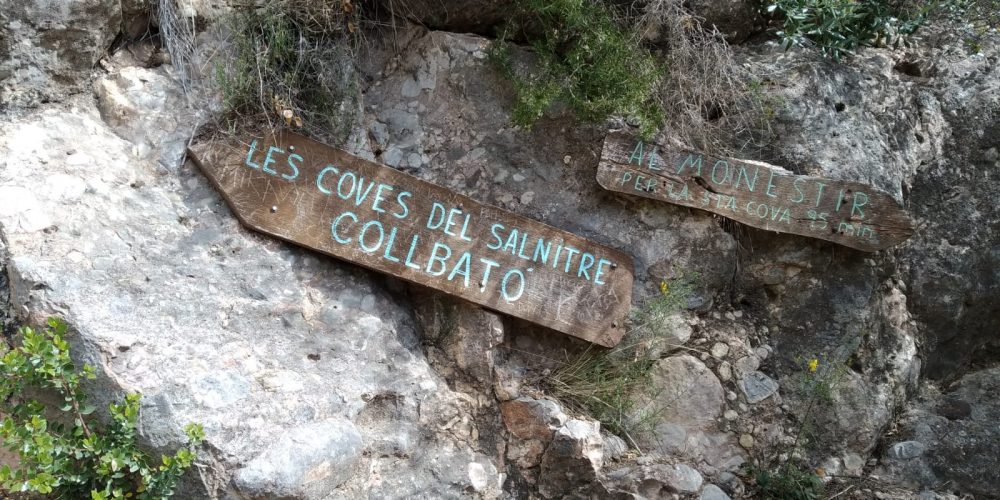 LES COVES DEL SALNITRE
COLLBATÓ
AL MONESTIR
PER LA STA COVA 95 min